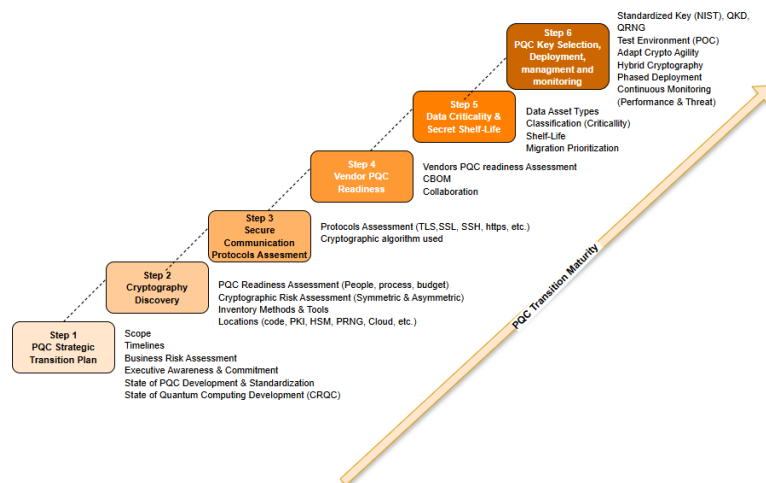 Step 6
PQC Key Selection,
Deployment,
managment and
monitoring
Standardized Key (NIST), QKD,
QRNG
Test Environment (POC)
Adapt Crypto Agility
Hybrid Cryptography
Phased Deployment
Continuous Monitoring
(Performance & Threat)
Step 5
Data Criticality &
Secret Shelf-Life
Data Asset Types
Classification (Criticallity)
Shelf-Life
Migration Prioritization
Step 4
Vendor PQC
Readiness
Vendors PQC readiness Assessment
CBOM
Collaboration
Step 3
Secure
Communication
Protocols Assesment
Protocols Assessment (TLS,SSL, SSH, https, etc.)
Cryptographic algorithm used
Step 2
Cryptography
Discovery
PQC Readiness Assessment (People, process, budget)
Cryptographic Risk Assessment (Symmetric & Asymmetric)
Inventory Methods & Tools
Locations (code, PKI, HSM, PRNG, Cloud, etc.)
Step 1
PQC Strategic
Transition Plan
Scope
Timelines
Business Risk Assessment
Executive Awareness & Commitment
State of PQC Development & Standardization
State of Quantum Computing Development (CRQC)
PQC Transition Maturity